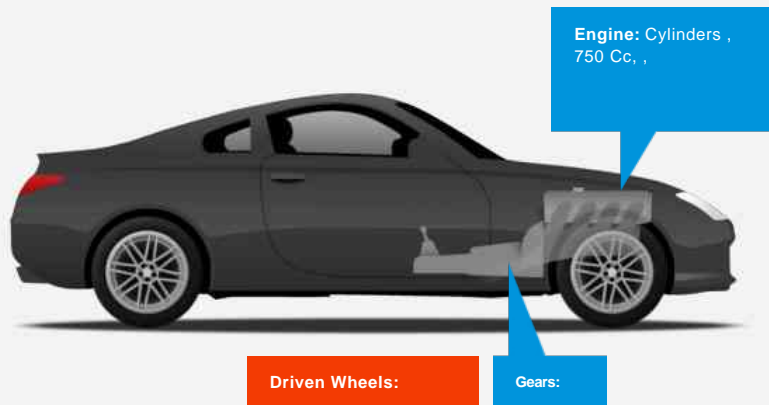 Engine: Cylinders ,
750 Cc, ,
Driven Wheels:
Gears: